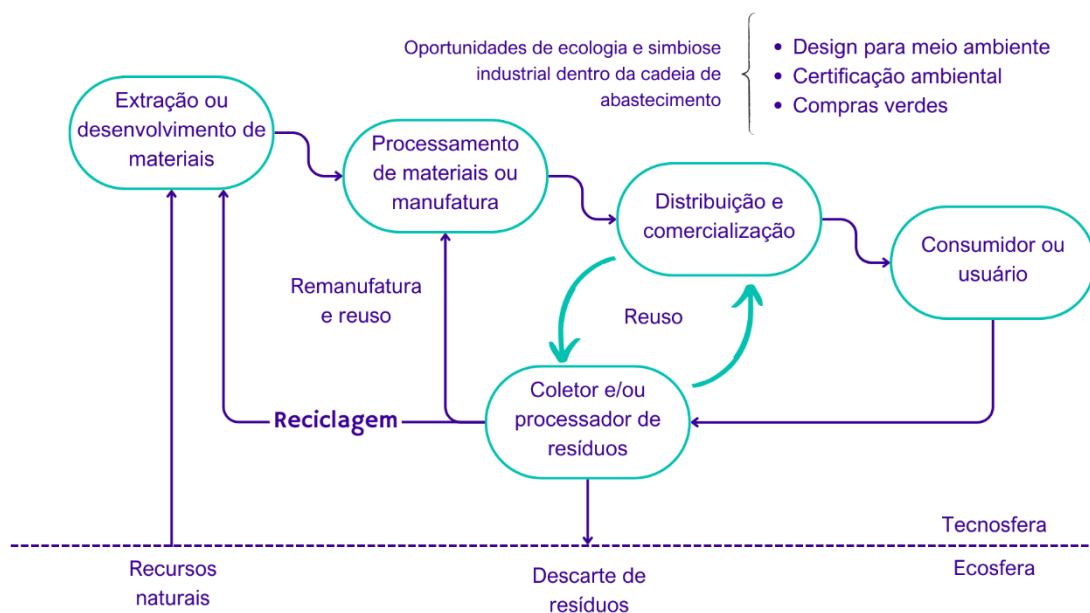 Oportunidades de ecologia e simbiose
industrial dentro da cadeia de
abastecimento
• Design para meio ambiente
• Certificação ambiental
• Compras verdes
Extração ou
desenvolvimento de
materiais
Processamento
de materiais ou
manufatura
Distribuição e
comercialização
Consumidor ou
usuário
Remanufatura
e reuso
Reuso
Coletor e/ou
processador de
resíduos
Reciclagem
Tecnosfera
Ecosfera
Recursos
naturais
Descarte de
resíduos